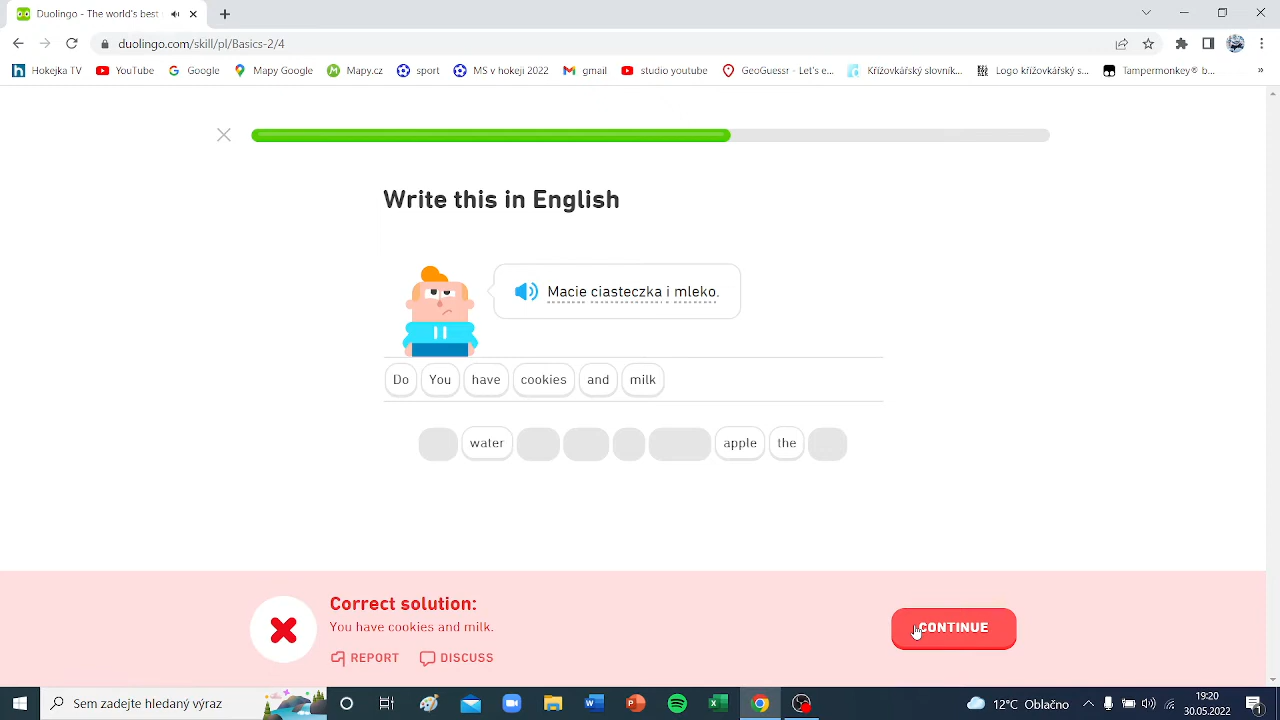 Duolingo - The world's best
duolingo.com/skill/pl/Basics-2/4
Hokejka TV
YouTube
Google
Mapy Google
Mapy.cz
sport
MS v hokeji 2022
gmail
studio youtube
GeoGuessr - Let's e...
Křížovkářský slovník...
Logo křížovkářský s...
Tampermonkey® b...
»
Write this in English
Macie ciasteczka i mleko.
Do You have cookies and milk
water apple the
Correct solution:
You have cookies and milk.
REPORT DISCUSS
CONTINUE
Sem zadejte hledaný výraz
12°C Oblačno
19:20
30.05.2022